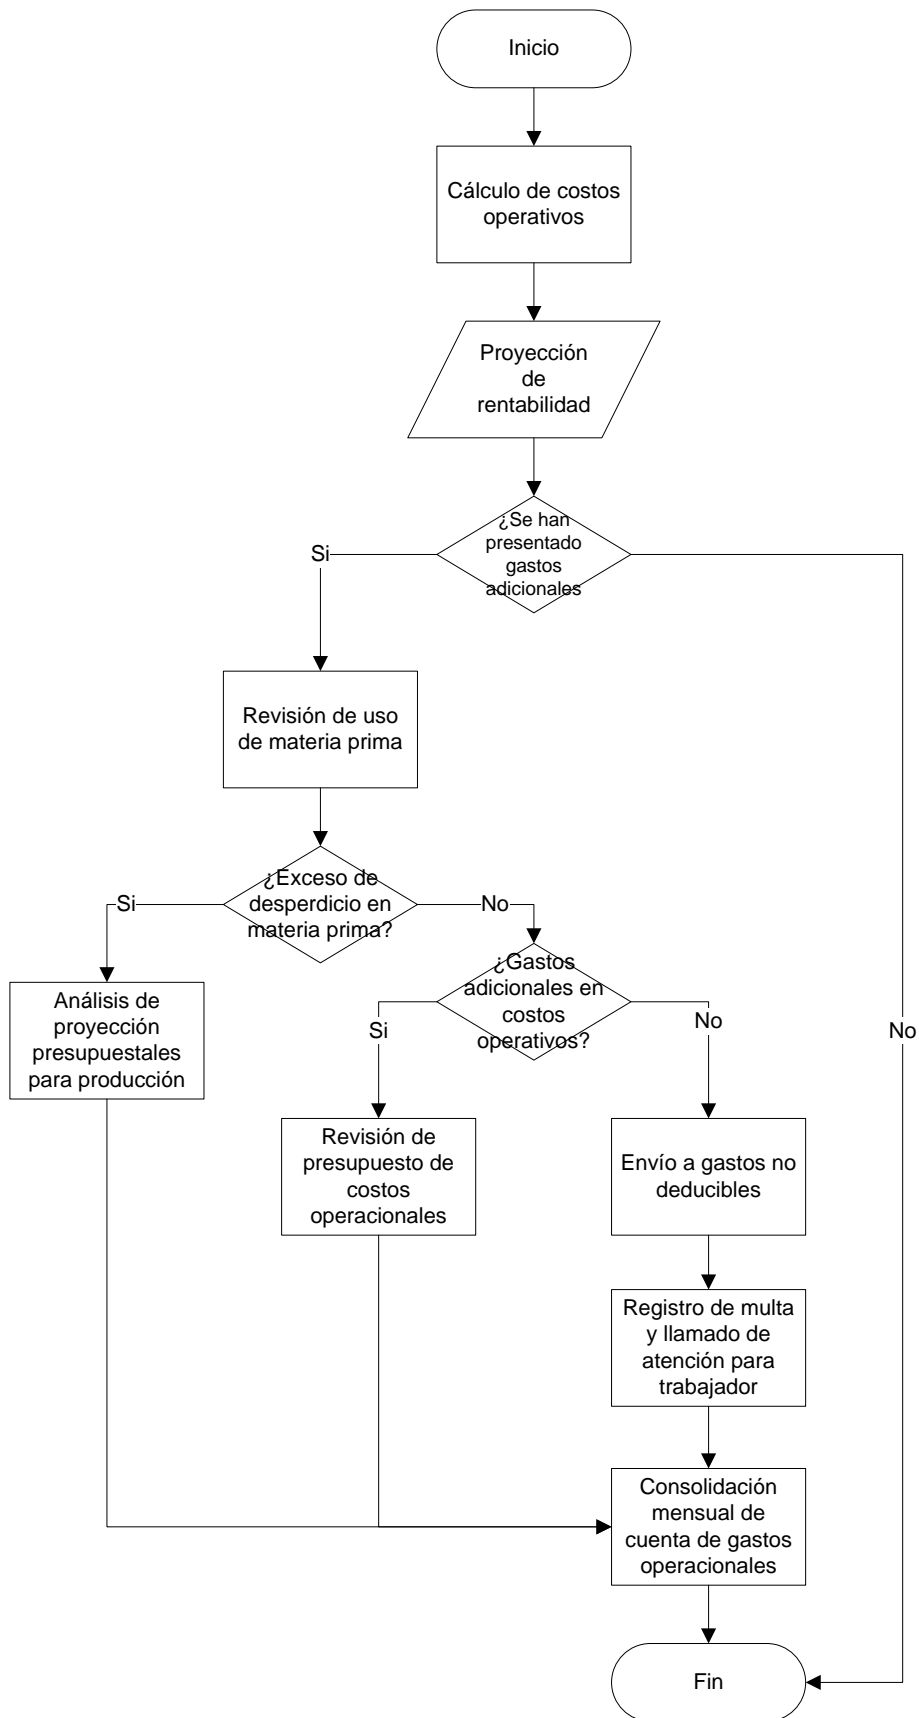 Inicio
Cálculo de costos
operativos
Proyección
de
rentabilidad
¿Se han
presentado
gastos
adicionales
Si
No
Revisión de uso
de materia prima
¿Exceso de
desperdicio en
materia prima?
Si
No
Análisis de
proyección
presupuestales
para producción
¿Gastos
adicionales en
costos
operativos?
Si
No
Revisión de
presupuesto de
costos
operacionales
Envío a gastos no
deducibles
Registro de multa
y llamado de
atención para
trabajador
Consolidación
mensual de
cuenta de gastos
operacionales
Fin